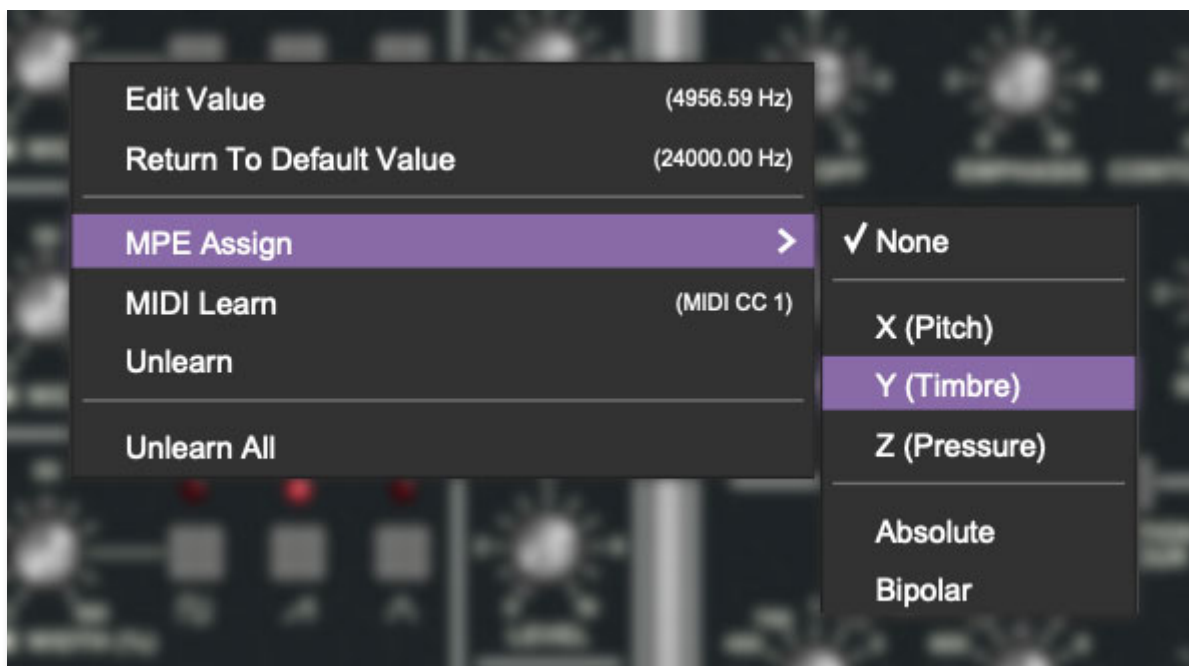 Edit Value (4956.59 Hz)
Return To Default Value (24000.00 Hz)
MPE Assign
MIDI Learn (MIDI CC 1)
Unlearn
Unlearn All
✓ None
X (Pitch)
Y (Timbre)
Z (Pressure)
Absolute
Bipolar
LEVEL